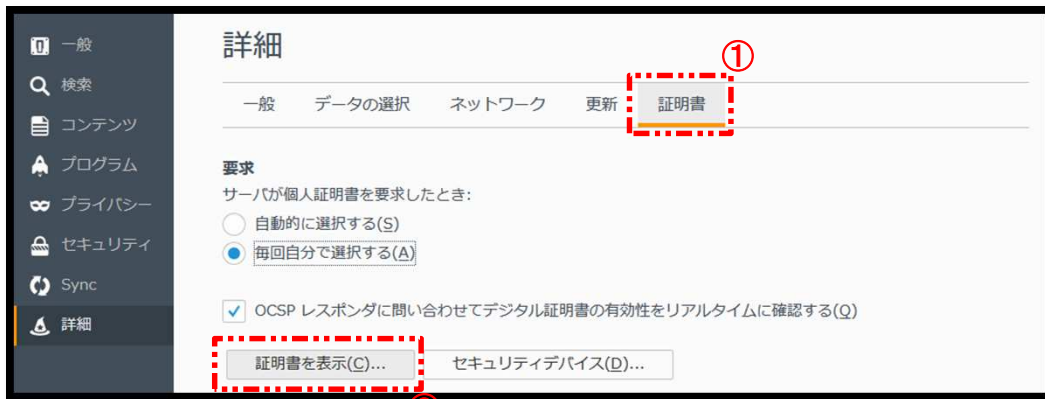 一般
検索
コンテンツ
プログラム
プライバシー
セキュリティ
Sync
詳細
詳細
①
一般 データの選択 ネットワーク 更新 証明書
要求
サーバが個人証明書を要求したとき:
自動的に選択する(S)
毎回自分で選択する(A)
OCSP レスポンダに問い合わせてデジタル証明書の有効性をリアルタイムに確認する(Q)
証明書を表示(C)... セキュリティデバイス(D)...